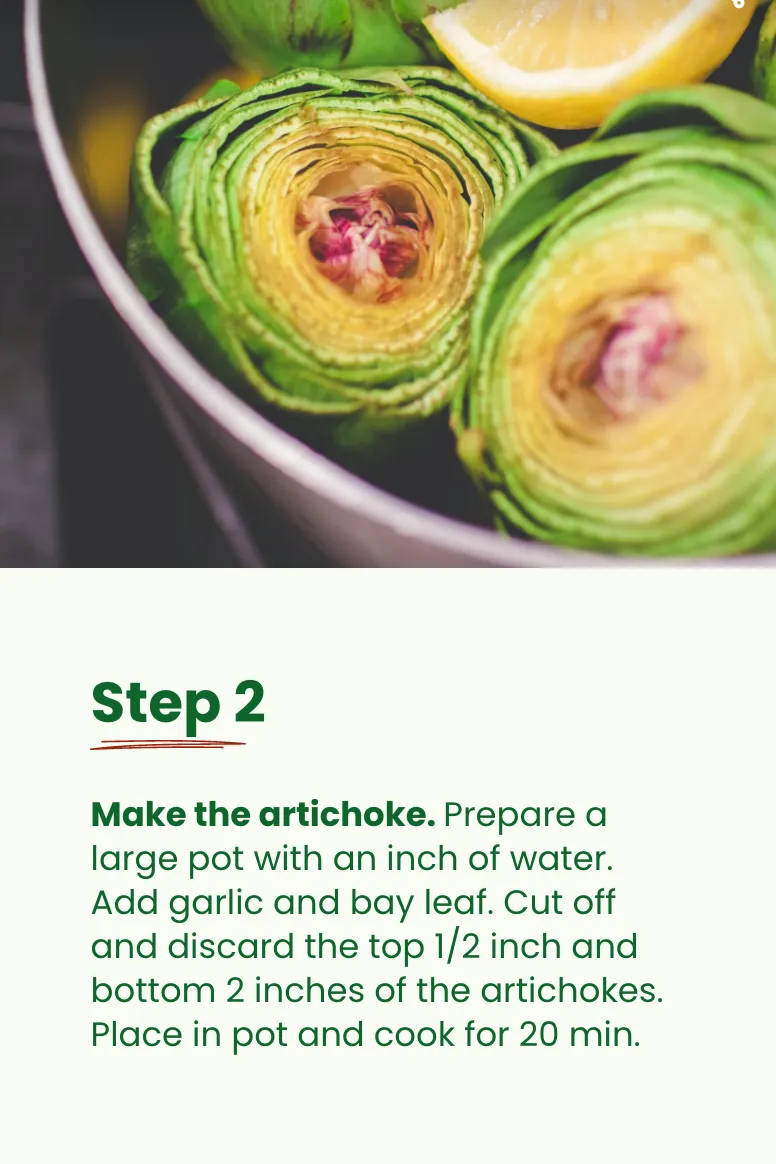 Step 2
Make the artichoke. Prepare a
large pot with an inch of water.
Add garlic and bay leaf. Cut off
and discard the top 1/2 inch and
bottom 2 inches of the artichokes.
Place in pot and cook for 20 min.